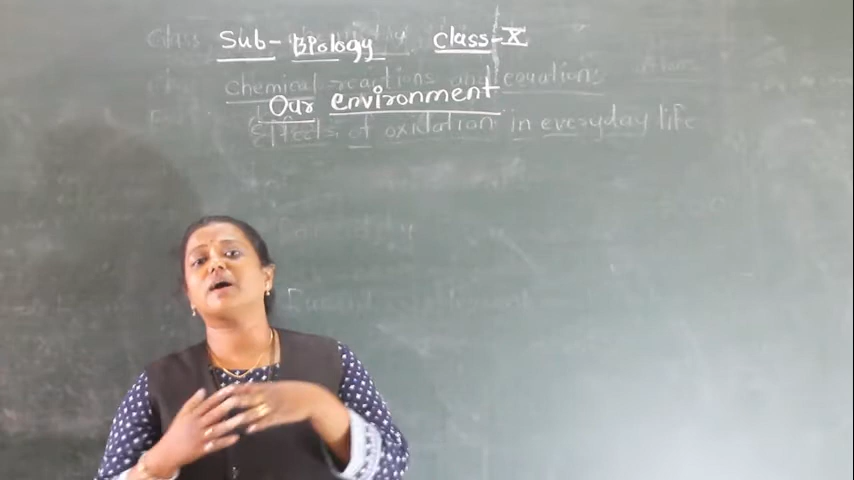 Sub- Biology Class-X
chemical reactions and equations
Our environment
Effects of oxidation in everyday life